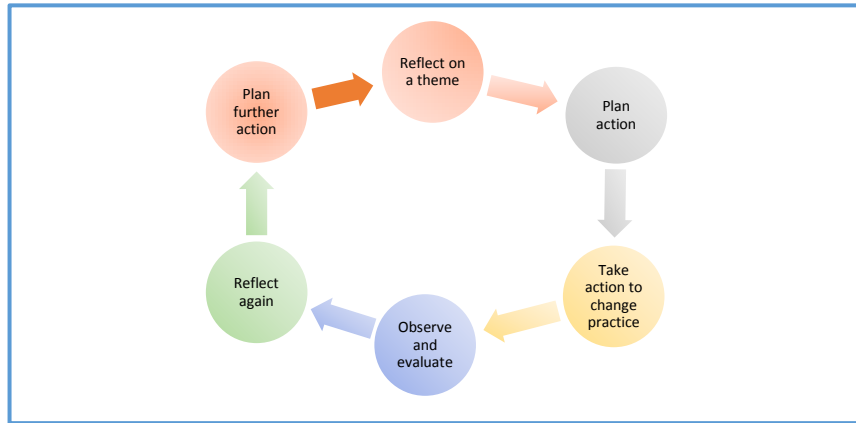 Reflect on
a theme
Plan
action
Take
action to
change
practice
Observe
and
evaluate
Reflect
again
Plan
further
action